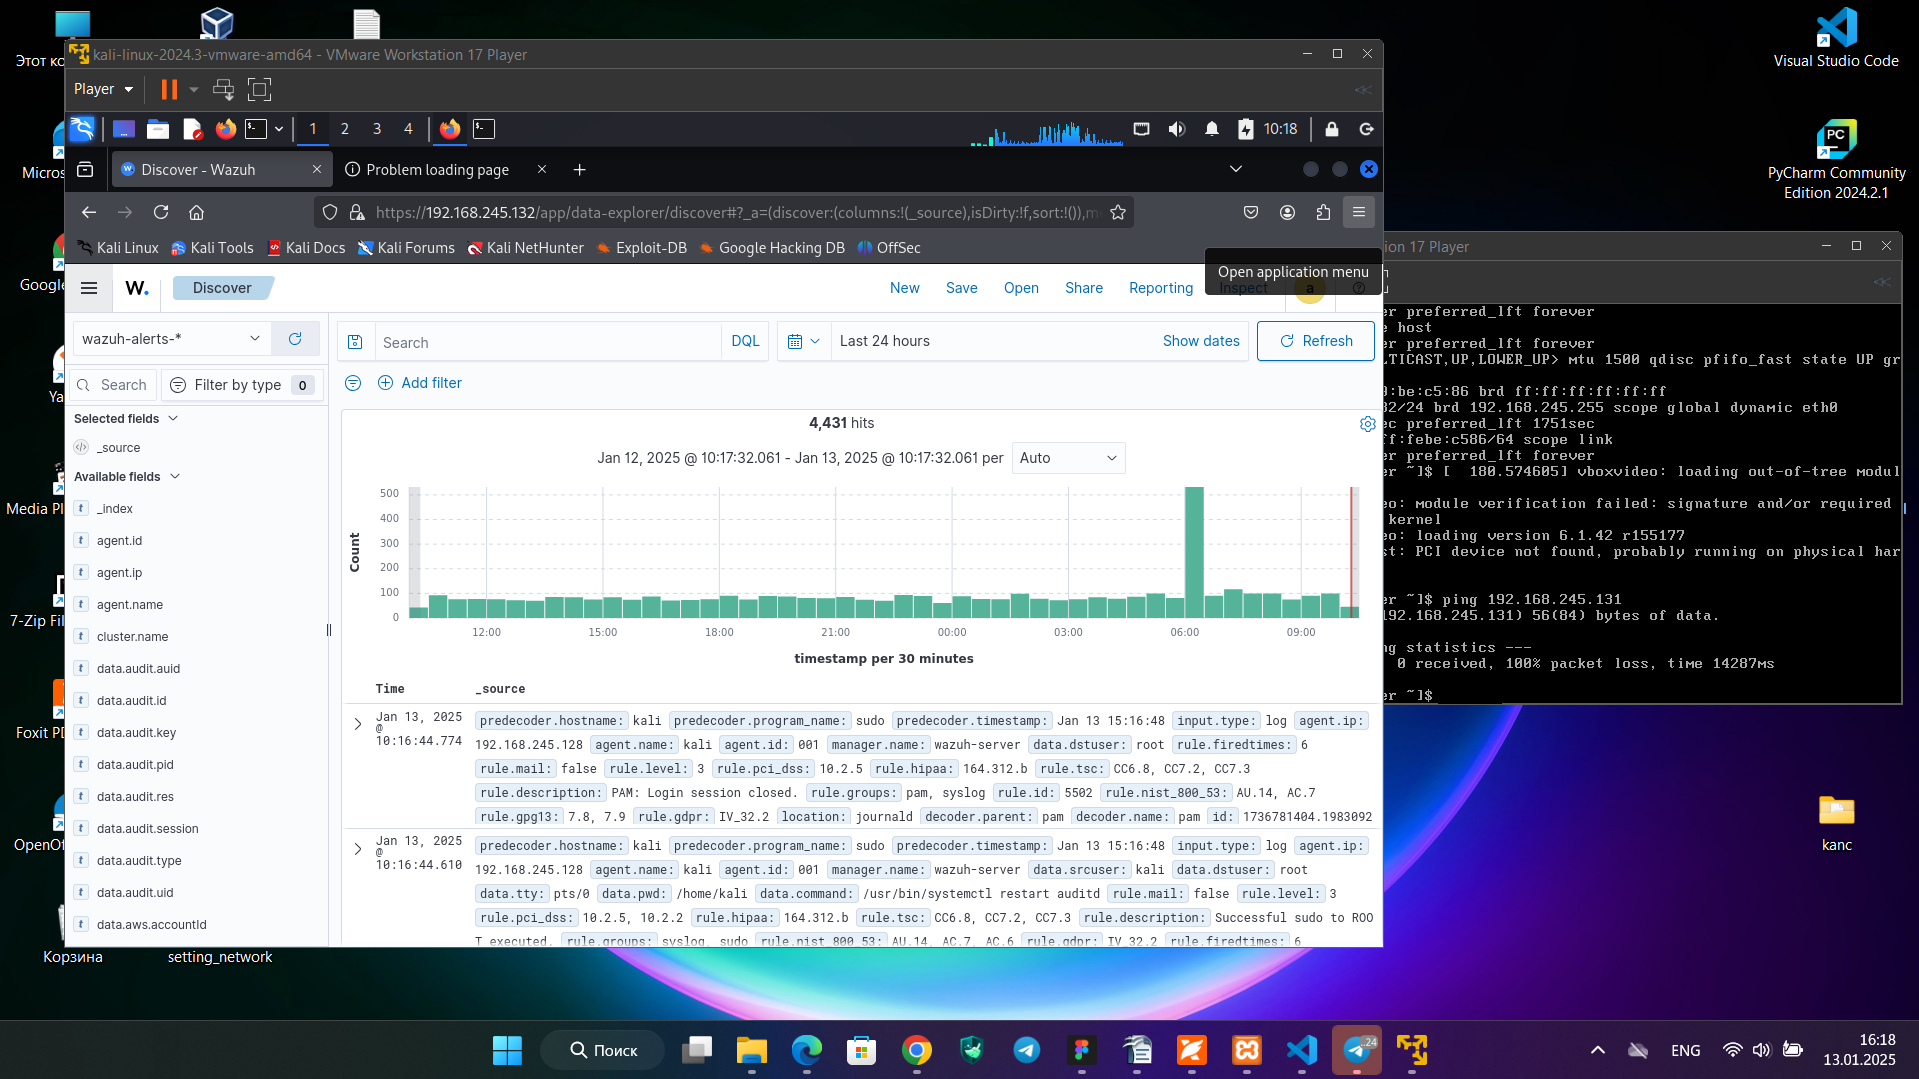 Этот ко
Micros
Google
Ya
Media Pl
7-Zip Fil
Foxit PD
OpenOf
Корзина
setting_network
Visual Studio Code
PyCharm Community
Edition 2024.2.1
kanc
kali-linux-2024.3-vmware-amd64 - VMware Workstation 17 Player
Player
1 2 3 4
10:18
Discover - Wazuh
Problem loading page
https://192.168.245.132/app/data-explorer/discover#?_a=(discover:(columns:!(_source),isDirty:!f,sort:!()),m
Kali Linux Kali Tools Kali Docs Kali Forums Kali NetHunter Exploit-DB Google Hacking DB OffSec
Open application menu
W. Discover New Save Open Share Reporting Inspect a
wazuh-alerts-*
Search DQL Last 24 hours Show dates Refresh
Search Filter by type 0
Add filter
Selected fields
_source
Available fields
_index
agent.id
agent.ip
agent.name
cluster.name
data.audit.auid
data.audit.id
data.audit.key
data.audit.pid
data.audit.res
data.audit.session
data.audit.type
data.audit.uid
data.aws.accountId
4,431 hits
Jan 12, 2025 @ 10:17:32.061 - Jan 13, 2025 @ 10:17:32.061 per Auto
Count
500
400
300
200
100
0
12:00 15:00 18:00 21:00 00:00 03:00 06:00 09:00
timestamp per 30 minutes
Time _source
Jan 13, 2025
@
10:16:44.774
predecoder.hostname: kali predecoder.program_name: sudo predecoder.timestamp: Jan 13 15:16:48 input.type: log agent.ip:
192.168.245.128 agent.name: kali agent.id: 001 manager.name: wazuh-server data.dstuser: root rule.firedtimes: 6
rule.mail: false rule.level: 3 rule.pci_dss: 10.2.5 rule.hipaa: 164.312.b rule.tsc: CC6.8, CC7.2, CC7.3
rule.description: PAM: Login session closed. rule.groups: pam, syslog rule.id: 5502 rule.nist_800_53: AU.14, AC.7
rule.gpg13: 7.8, 7.9 rule.gdpr: IV_32.2 location: journald decoder.parent: pam decoder.name: pam id: 1736781404.1983092
Jan 13, 2025
@
10:16:44.610
predecoder.hostname: kali predecoder.program_name: sudo predecoder.timestamp: Jan 13 15:16:48 input.type: log agent.ip:
192.168.245.128 agent.name: kali agent.id: 001 manager.name: wazuh-server data.srcuser: kali data.dstuser: root
data.tty: pts/0 data.pwd: /home/kali data.command: /usr/bin/systemctl restart auditd rule.mail: false rule.level: 3
rule.pci_dss: 10.2.5, 10.2.2 rule.hipaa: 164.312.b rule.tsc: CC6.8, CC7.2, CC7.3 rule.description: Successful sudo to ROO
T executed. rule.groups: syslog, sudo rule.nist_800_53: AU.14, AC.7, AC.6 rule.gdpr: IV_32.2 rule.firedtimes: 6
ion 17 Player
er preferred_lft forever
e host
er preferred_lft forever
LTICAST,UP,LOWER_UP> mtu 1500 qdisc pfifo_fast state UP gr
0:be:c5:86 brd ff:ff:ff:ff:ff:ff
32/24 brd 192.168.245.255 scope global dynamic eth0
ec preferred_lft 1751sec
ff:febe:c586/64 scope link
er preferred_lft forever
er ~]$ [  180.574605] vboxvideo: loading out-of-tree modul
eo: module verification failed: signature and/or required
kernel
eo: loading version 6.1.42 r155177
st: PCI device not found, probably running on physical har
er ~]$ ping 192.168.245.131
192.168.245.131) 56(84) bytes of data.
ng statistics ---
0 received, 100% packet loss, time 14287ms
er ~]$
Поиск
..24
ENG
16:18
13.01.2025